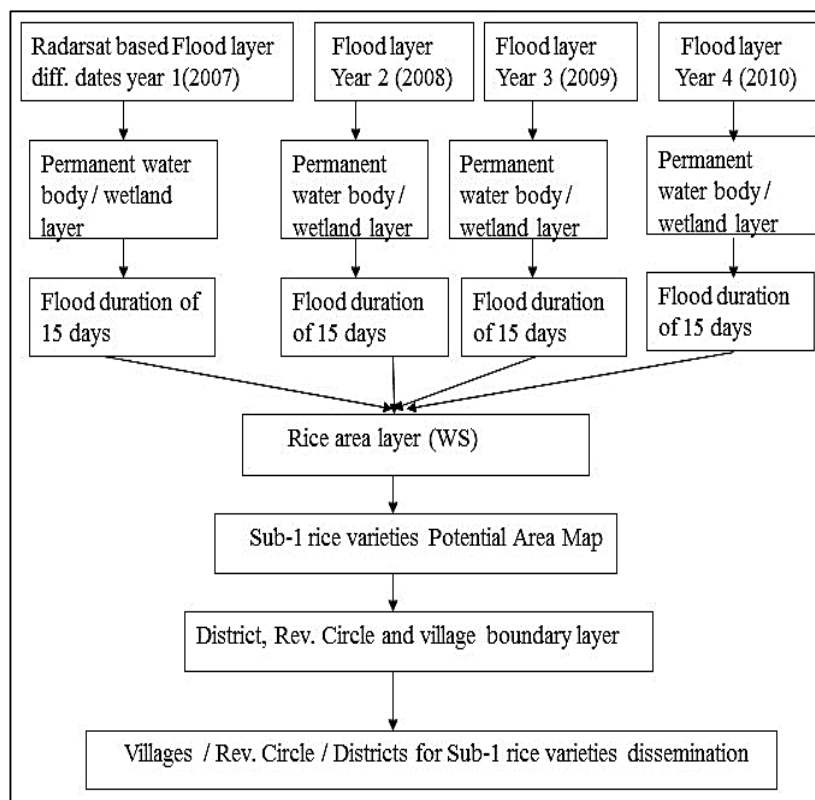 Radarsat based Flood layer
diff. dates year 1(2007)
Flood layer
Year 2 (2008)
Flood layer
Year 3 (2009)
Flood layer
Year 4 (2010)
Permanent water
body / wetland
layer
Permanent
water body /
wetland layer
Permanent
water body /
wetland layer
Permanent
water body /
wetland layer
Flood duration of
15 days
Flood duration
of 15 days
Flood duration
of 15 days
Flood duration
of 15 days
Rice area layer (WS)
Sub-1 rice varieties Potential Area Map
District, Rev. Circle and village boundary layer
Villages / Rev. Circle / Districts for Sub-1 rice varieties dissemination